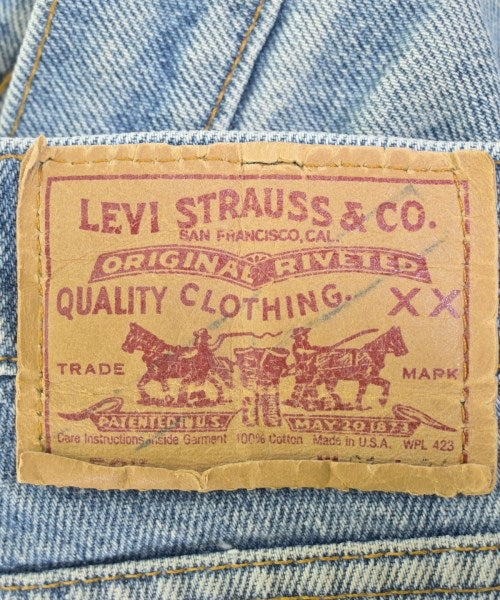 LEVI STRAUSS & CO.
SAN FRANCISCO, CAL.
ORIGINAL RIVETED
QUALITY CLOTHING. XX
TRADE MARK
PATENTED IN U.S. MAY 20 1873
Care Instructions Inside Garment 100% Cotton Made in U.S.A. WPL 423